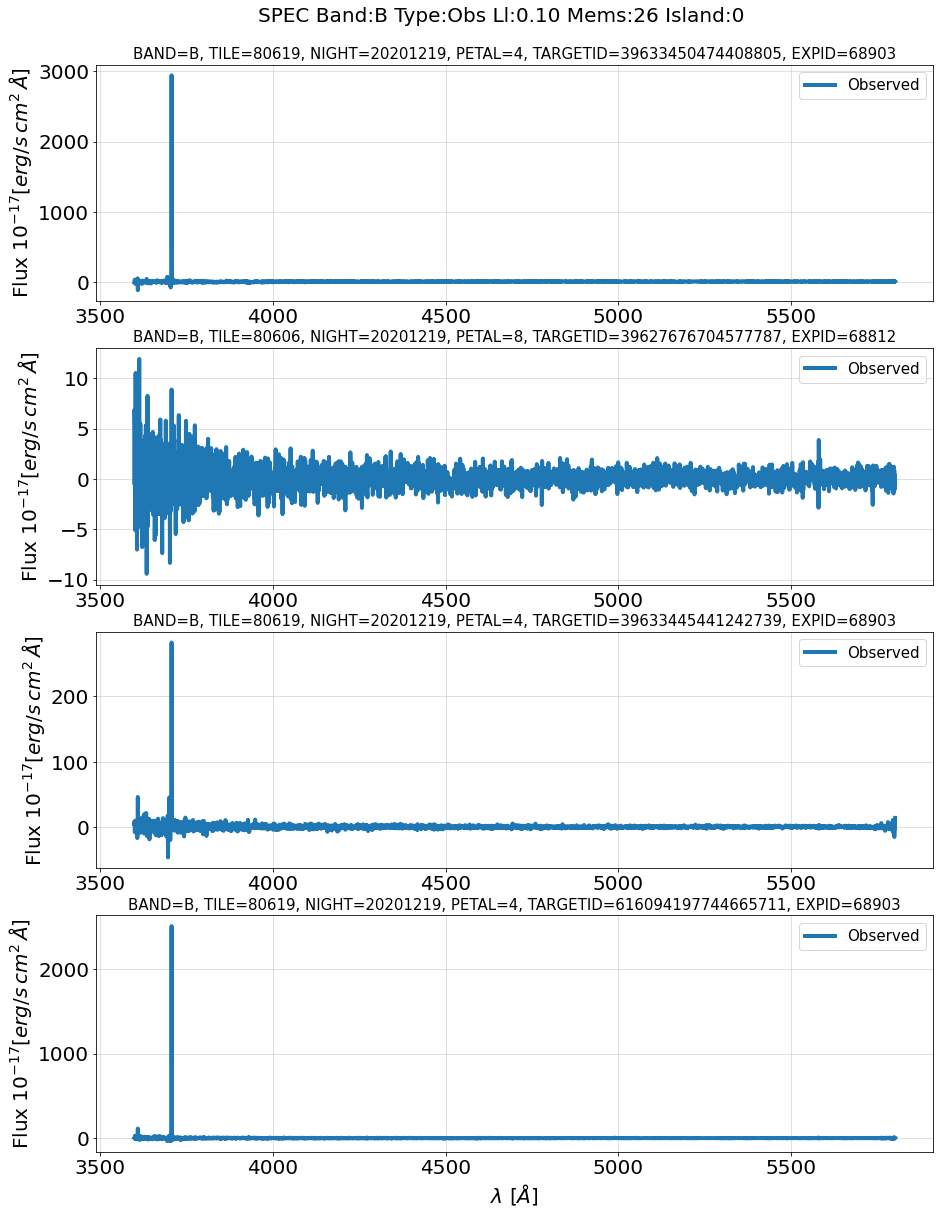 SPEC Band:B Type:Obs Ll:0.10 Mems:26 Island:0
BAND=B, TILE=80619, NIGHT=20201219, PETAL=4, TARGETID=39633450474408805, EXPID=68903
Flux 10⁻¹⁷[erg/s cm² Å]
3000
2000
1000
0
Observed
3500 4000 4500 5000 5500
BAND=B, TILE=80606, NIGHT=20201219, PETAL=8, TARGETID=39627676704577787, EXPID=68812
Flux 10⁻¹⁷[erg/s cm² Å]
10
5
0
−5
−10
Observed
3500 4000 4500 5000 5500
BAND=B, TILE=80619, NIGHT=20201219, PETAL=4, TARGETID=39633445441242739, EXPID=68903
Flux 10⁻¹⁷[erg/s cm² Å]
200
100
0
Observed
3500 4000 4500 5000 5500
BAND=B, TILE=80619, NIGHT=20201219, PETAL=4, TARGETID=616094197744665711, EXPID=68903
Flux 10⁻¹⁷[erg/s cm² Å]
2000
1000
0
Observed
3500 4000 4500 5000 5500
λ [Å]